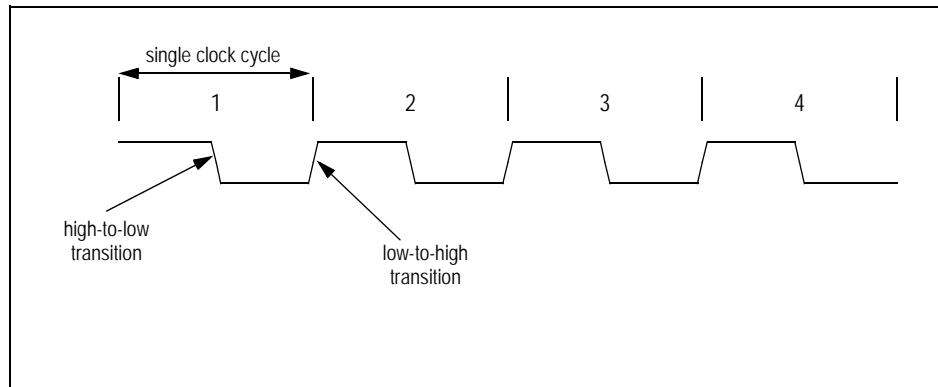 single clock cycle
1 2 3 4
high-to-low
transition
low-to-high
transition